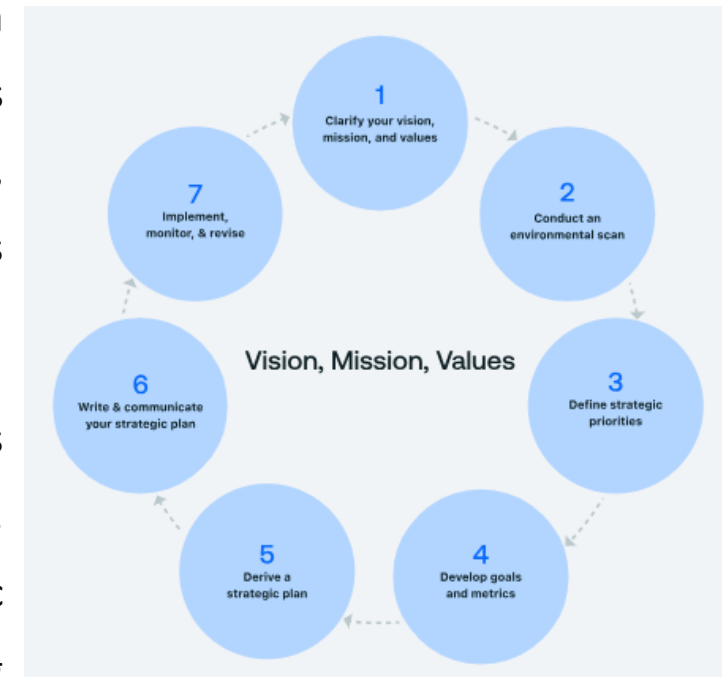 1
Clarify your vision,
mission, and values
2
Conduct an
environmental scan
3
Define strategic
priorities
4
Develop goals
and metrics
5
Derive a
strategic plan
6
Write & communicate
your strategic plan
7
Implement,
monitor, & revise
Vision, Mission, Values